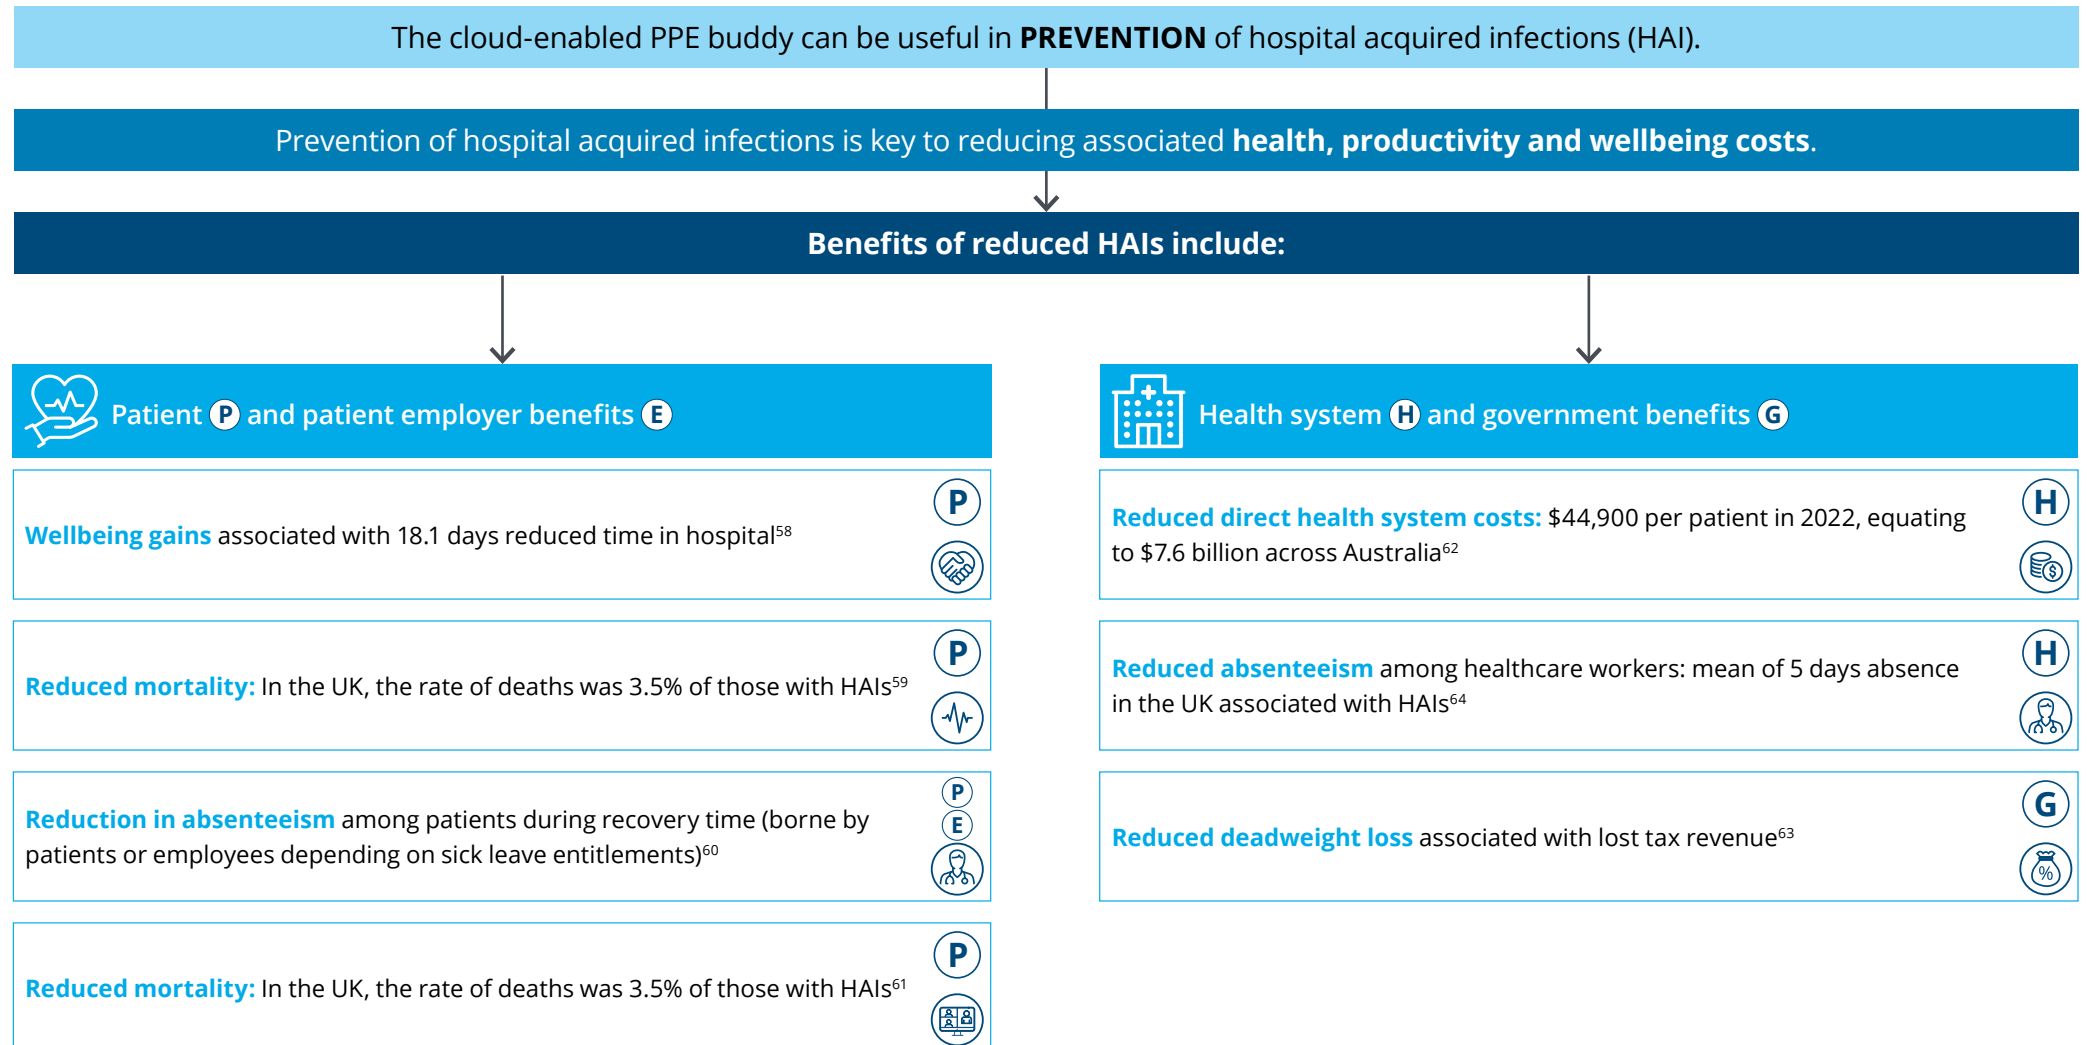 The cloud-enabled PPE buddy can be useful in PREVENTION of hospital acquired infections (HAI).
Prevention of hospital acquired infections is key to reducing associated health, productivity and wellbeing costs.
Benefits of reduced HAIs include:
Patient P and patient employer benefits E
Wellbeing gains associated with 18.1 days reduced time in hospital58
P
Reduced mortality: In the UK, the rate of deaths was 3.5% of those with HAIs59
P
Reduction in absenteeism among patients during recovery time (borne by
patients or employees depending on sick leave entitlements)60
P
E
Reduced mortality: In the UK, the rate of deaths was 3.5% of those with HAIs61
P
Health system H and government benefits G
Reduced direct health system costs: $44,900 per patient in 2022, equating
to $7.6 billion across Australia62
H
$
Reduced absenteeism among healthcare workers: mean of 5 days absence
in the UK associated with HAIs64
H
Reduced deadweight loss associated with lost tax revenue63
G
%